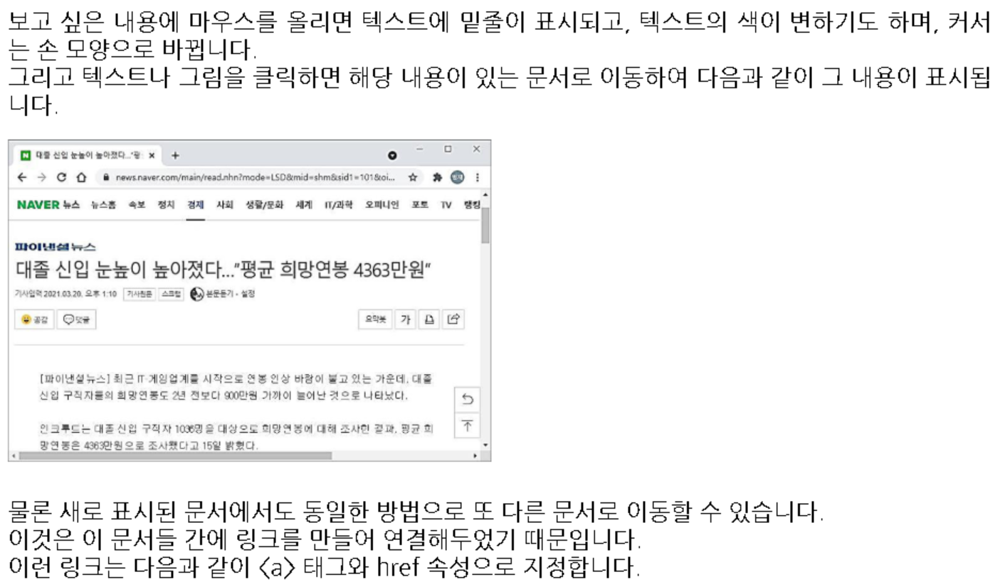 보고 싶은 내용에 마우스를 올리면 텍스트에 밑줄이 표시되고, 텍스트의 색이 변하기도 하며, 커서
는 손 모양으로 바뀝니다.
그리고 텍스트나 그림을 클릭하면 해당 내용이 있는 문서로 이동하여 다음과 같이 그 내용이 표시됩
니다.
대졸 신입 눈높이 높아졌다..."평
news.naver.com/main/read.nhn?mode=LSD&mid=shm&sid1=101&oi...
NAVER 뉴스 뉴스홈 속보 정치 경제 사회 생활/문화 세계 IT/과학 오피니언 포토 TV 랭킹
파이낸셜뉴스
대졸 신입 눈높이 높아졌다..."평균 희망연봉 4363만원"
기사입력 2021.03.20. 오후 1:10 기사원문 스크랩 본문듣기 · 설정
공감 댓글 요약봇 가
[파이낸셜뉴스] 최근 IT·게임업계를 시작으로 연봉 인상 바람이 불고 있는 가운데, 대졸
신입 구직자들의 희망연봉도 2년 전보다 900만원 가까이 늘어난 것으로 나타났다.
인크루트는 대졸 신입 구직자 1036명을 대상으로 희망연봉에 대해 조사한 결과, 평균 희
망연봉은 4363만원으로 조사됐다고 15일 밝혔다.
물론 새로 표시된 문서에서도 동일한 방법으로 또 다른 문서로 이동할 수 있습니다.
이것은 이 문서들 간에 링크를 만들어 연결해두었기 때문입니다.
이런 링크는 다음과 같이 <a> 태그와 href 속성으로 지정합니다.